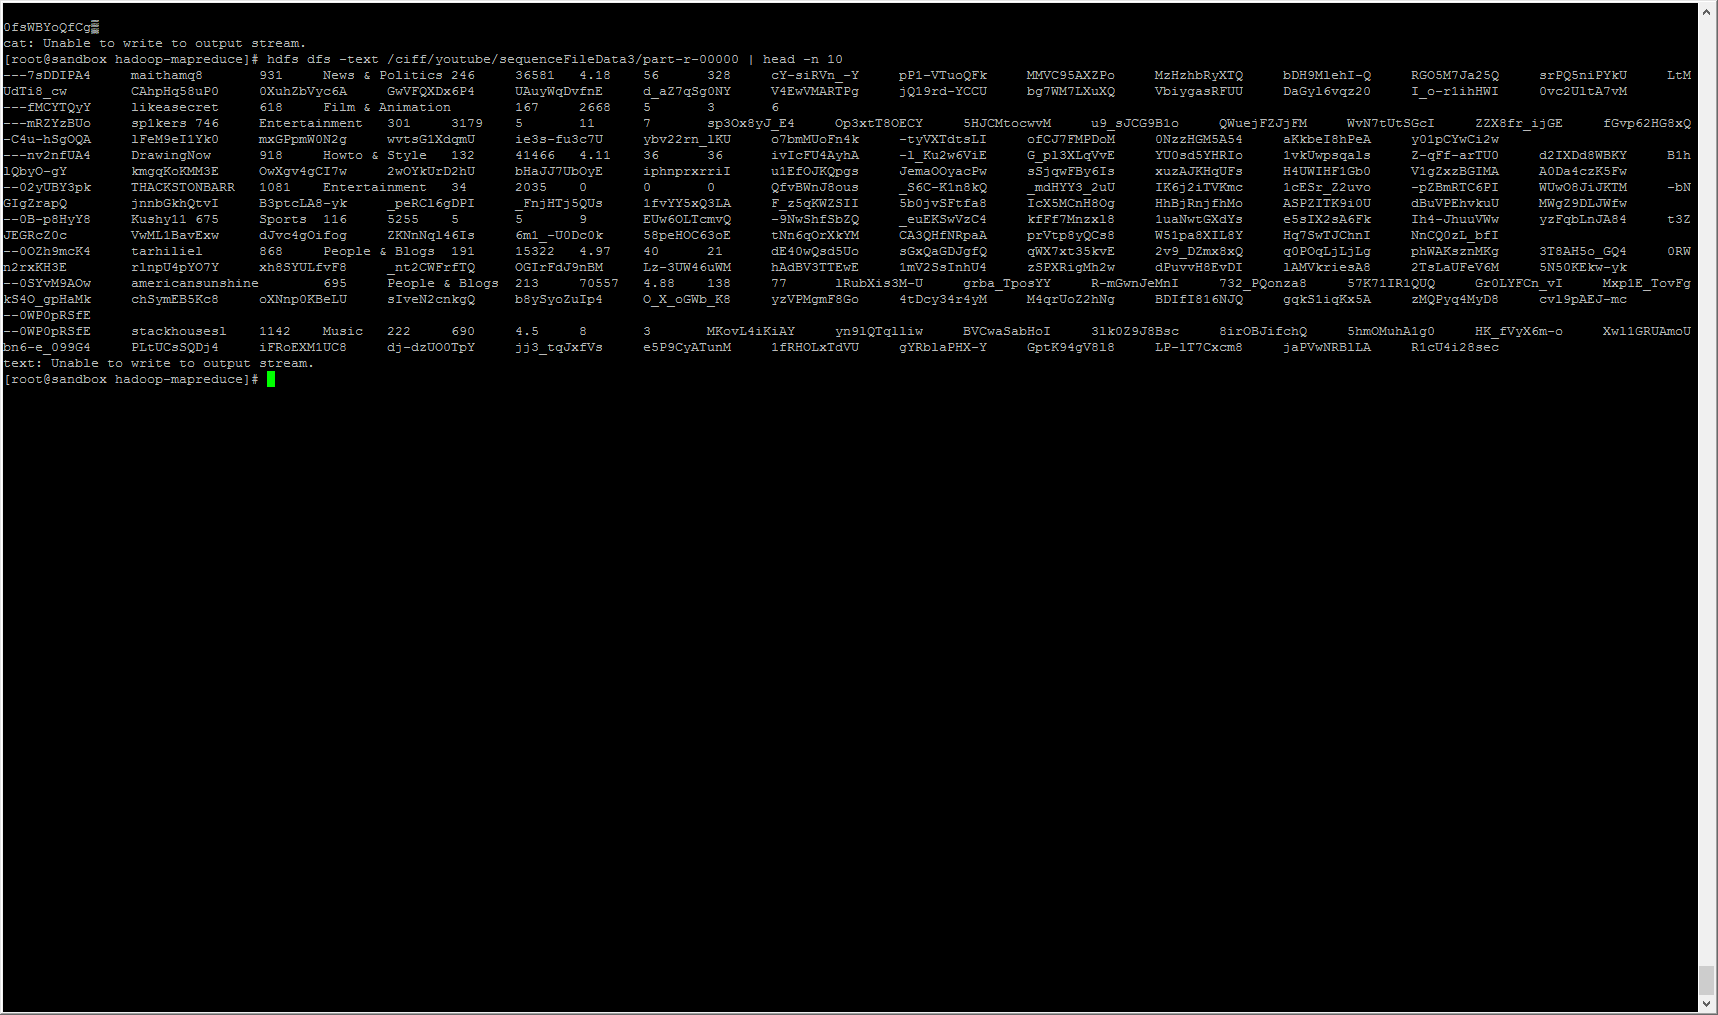 0fsWBYoQfCg▒
cat: Unable to write to output stream.
[root@sandbox hadoop-mapreduce]# hdfs dfs -text /ciff/youtube/sequenceFileData3/part-r-00000 | head -n 10
---7sDDIPA4 maithamq8 931 News & Politics 246 36581 4.18 56 328 cY-siRVn_-Y pP1-VTuoQFk MMVC95AXZPo MzHzhbRyXTQ bDH9MlehI-Q RGO5M7Ja25Q srPQ5niPYkU LtM
UdTi8_cw CAhpHq58uP0 0XuhZbVyc6A GwVFQXDx6P4 UAuyWqDvfnE d_aZ7qSg0NY V4EwVMARTPg jQ19rd-YCCU bg7WM7LXuXQ VbiygasRFUU DaGyl6vqz20 I_o-r1ihHWI 0vc2UltA7vM
---fMCYTQyY likeasecret 618 Film & Animation 167 2668 5 3 6
---mRZYzBUo sp1kers 746 Entertainment 301 3179 5 11 7 sp3Ox8yJ_E4 Op3xtT8OECY 5HJCMtocwvM u9_sJCG9B1o QWuejFZJjFM WvN7tUtSGcI ZZX8fr_ijGE fGvp62HG8xQ
-C4u-hSgOQA lFeM9eI1Yk0 mxGPpmW0N2g wvtsGlXdqmU ie3s-fu3c7U ybv22rn_lKU o7bmMUoFn4k -tyVXTdtsLI ofCJ7FMPDoM 0NzzHGM5A54 aKkbeI8hPeA y01pCYwCi2w
---nv2nfUA4 DrawingNow 918 Howto & Style 132 41466 4.11 36 36 ivIcFU4AyhA -l_Ku2w6ViE G_pl3XLqVvE YU0sd5YHRIo 1vkUwpsqals Z-qFf-arTU0 d2IXDd8WBKY B1h
lQbyO-gY kmgqKoKMM3E OwXgv4gCI7w 2wOYkUrD2hU bHaJJ7UbOyE iphnprxrriI u1EfOJKQpgs JemaOOyacPw sSjqwFBy6Is xuzAJKHqUFs H4UWIHF1Gb0 V1gZxzBGIMA A0Da4czK5Fw
--02yUBY3pk THACKSTONBARR 1081 Entertainment 34 2035 0 0 0 QfvBWnJ8ous _S6C-K1n8kQ _mdHYY3_2uU IK6j2iTVKmc 1cESr_Z2uvo -pZBmRTC6PI WUwO8JiJKTM -bN
GIgZrapQ jnnbGkhQtvI B3ptcLA8-yk _peRCl6gDPI _FnjHTj5QUs 1fvYY5xQ3LA F_z5qKWZSII 5b0jvSFtfa8 IcX5MCnH8Og HhBjRnjfhMo ASPZITK9i0U dBuVPEhvkuU MWgZ9DLJWfw
--0B-p8HyY8 Kushy11 675 Sports 116 5255 5 5 9 EUw6OLTcmvQ -9NwShfSbZQ _euEKSwVzC4 kfFf7Mnzxl8 1uaNwtGXdYs e5sIX2sA6Fk Ih4-JhuuVWw yzFqbLnJA84 t3Z
JEGRcZ0c VwML1BavExw dJvc4gOifog ZKNnNql46Is 6m1_-U0Dc0k 58peHOC63oE tNn6qOrXkYM CA3QHfNRpaA prVtp8yQCs8 W51pa8XIL8Y Hq7SwTJChnI NnCQ0zL_bfI
--0OZh9mcK4 tarhiliel 868 People & Blogs 191 15322 4.97 40 21 dE40wQsd5Uo sGxQaGDJgfQ qWX7xt35kvE 2v9_DZmx8xQ q0POqLjLjLg phWAKsznMKg 3T8AH5o_GQ4 0RW
n2rxKH3E rlnpU4pYO7Y xh8SYULfvF8 _nt2CWFrfTQ OGIrFdJ9nBM Lz-3UW46uWM hAdBV3TTEwE 1mV2SsInhU4 zSPXRigMh2w dPuvvH8EvDI lAMVkriesA8 2TsLaUFeV6M 5N50KEkw-yk
--0SYvM9AOw americansunshine 695 People & Blogs 213 70557 4.88 138 77 lRubXis3M-U grba_TposYY R-mGwnJeMnI 732_PQonza8 57K71IR1QUQ Gr0LYFCn_vI Mxp1E_TovFg
kS4O_gpHaMk chSymEB5Kc8 oXNnp0KBeLU sIveN2cnkgQ b8ySyoZuIp4 O_X_oGWb_K8 yzVPMgmF8Go 4tDcy34r4yM M4qrUoZ2hNg BDIfI816NJQ gqkS1iqKx5A zMQPyq4MyD8 cvl9pAEJ-mc
--0WP0pRSfE
--0WP0pRSfE stackhousesl 1142 Music 222 690 4.5 8 3 MKovL4iKiAY yn9lQTqlliw BVCwaSabHoI 3lk0Z9J8Bsc 8irOBJifchQ 5hmOMuhA1g0 HK_fVyX6m-o Xwl1GRUAmoU
bn6-e_099G4 PLtUCsSQDj4 iFRoEXM1UC8 dj-dzUO0TpY jj3_tqJxfVs e5P9CyATunM 1fRHOLxTdVU gYRblaPHX-Y GptK94gV8l8 LP-lT7Cxcm8 jaPVwNRBlLA R1cU4i28sec
text: Unable to write to output stream.
[root@sandbox hadoop-mapreduce]#